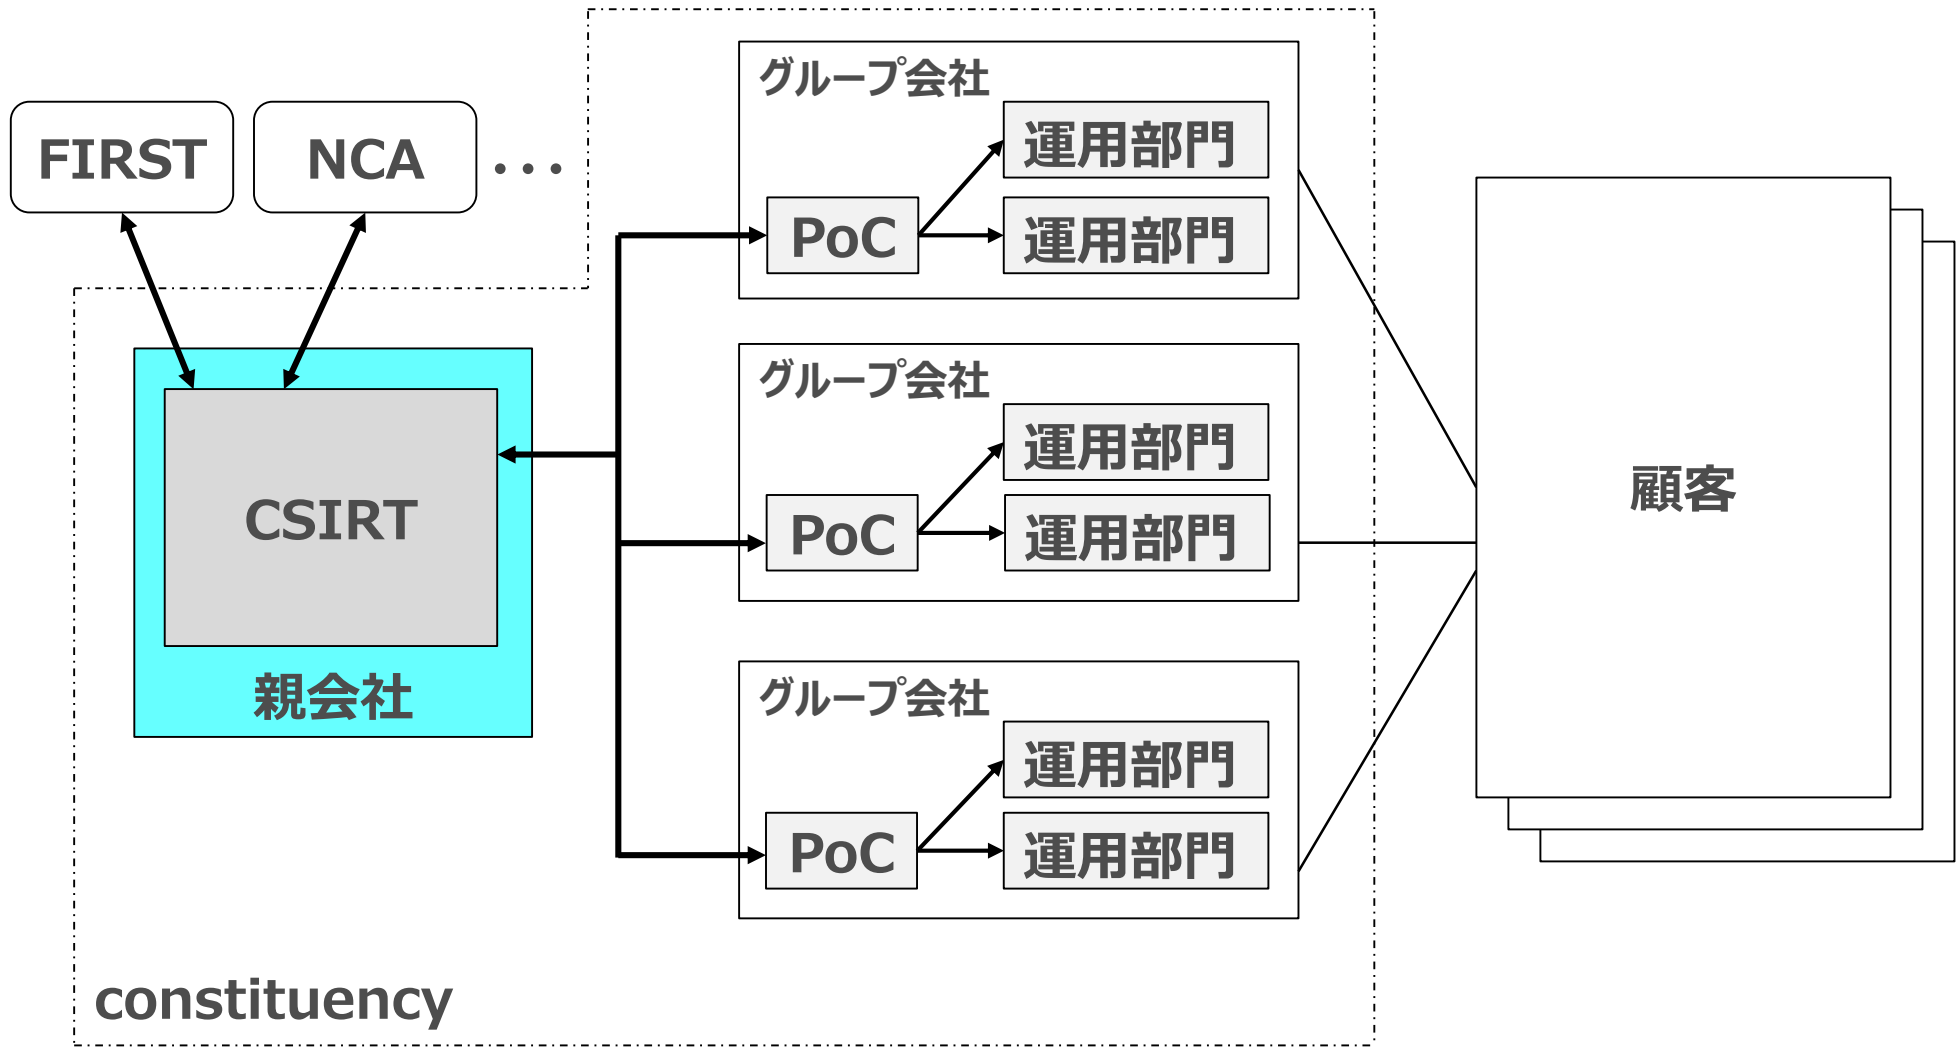 FIRST
NCA
...
グループ会社
運用部門
PoC
運用部門
グループ会社
運用部門
PoC
運用部門
グループ会社
運用部門
PoC
運用部門
CSIRT
親会社
顧客
constituency